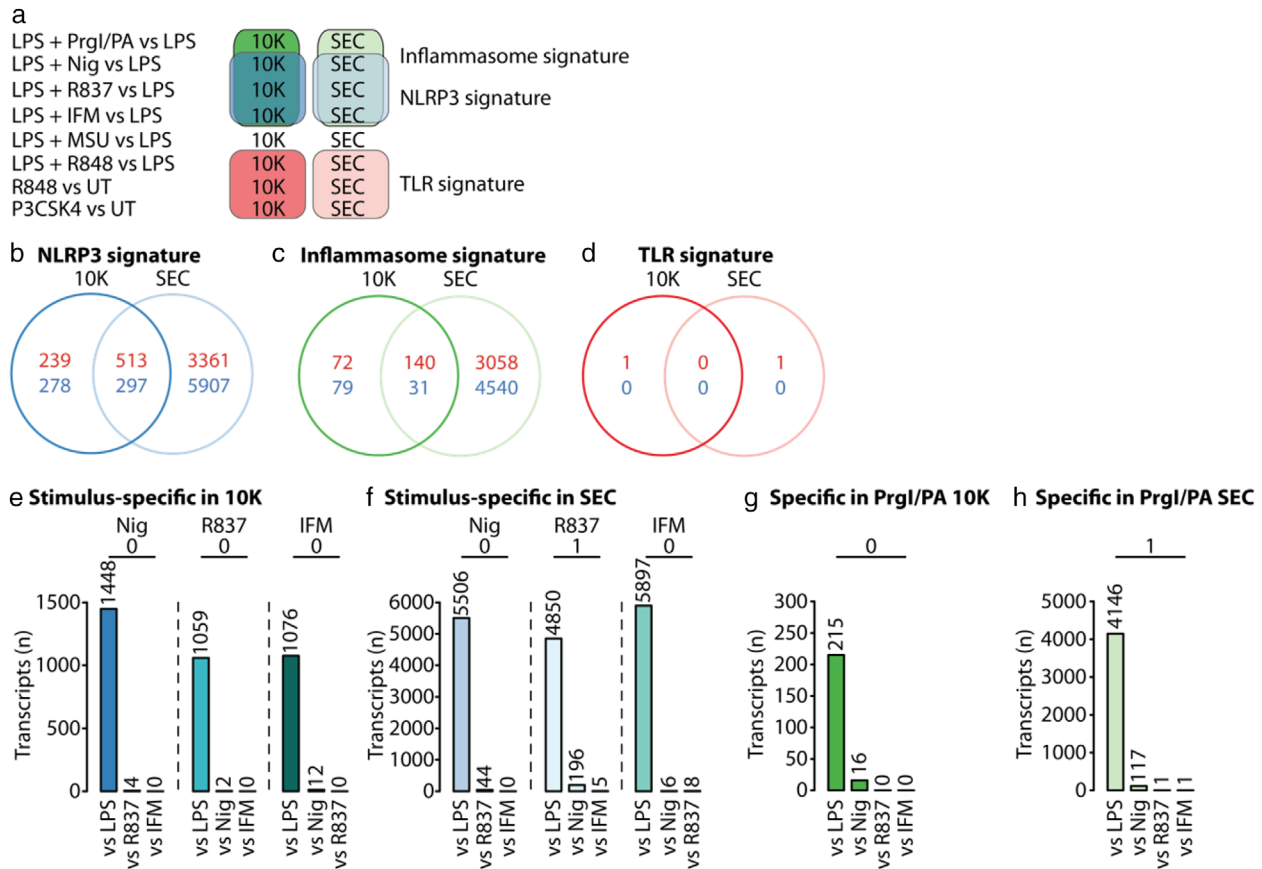 a
LPS + PrgI/PA vs LPS 10K SEC
Inflammasome signature
LPS + Nig vs LPS 10K SEC
LPS + R837 vs LPS 10K SEC
NLRP3 signature
LPS + IFM vs LPS 10K SEC
LPS + MSU vs LPS 10K SEC
LPS + R848 vs LPS 10K SEC
R848 vs UT 10K SEC
TLR signature
P3CSK4 vs UT 10K SEC
b NLRP3 signature
10K SEC
239 513 3361
278 297 5907
c Inflammasome signature
10K SEC
72 140 3058
79 31 4540
d TLR signature
10K SEC
1 0 1
0 0 0
e Stimulus-specific in 10K
Nig R837 IFM
0 0 0
Transcripts (n)
1500
1000
500
0
1448 4 0 1059 2 0 1076 12 0
vs LPS vs R837 vs IFM vs LPS vs Nig vs IFM vs LPS vs Nig vs R837
f Stimulus-specific in SEC
Nig R837 IFM
0 1 0
Transcripts (n)
6000
5000
4000
3000
2000
1000
0
5506 44 0 4850 196 5 5897 6 8
vs LPS vs R837 vs IFM vs LPS vs Nig vs IFM vs LPS vs Nig vs R837
g Specific in PrgI/PA 10K
0
Transcripts (n)
300
250
200
150
100
50
0
215 16 0 0
vs LPS vs Nig vs R837 vs IFM
h Specific in PrgI/PA SEC
1
Transcripts (n)
5000
4000
3000
2000
1000
0
4146 117 1 1
vs LPS vs Nig vs R837 vs IFM